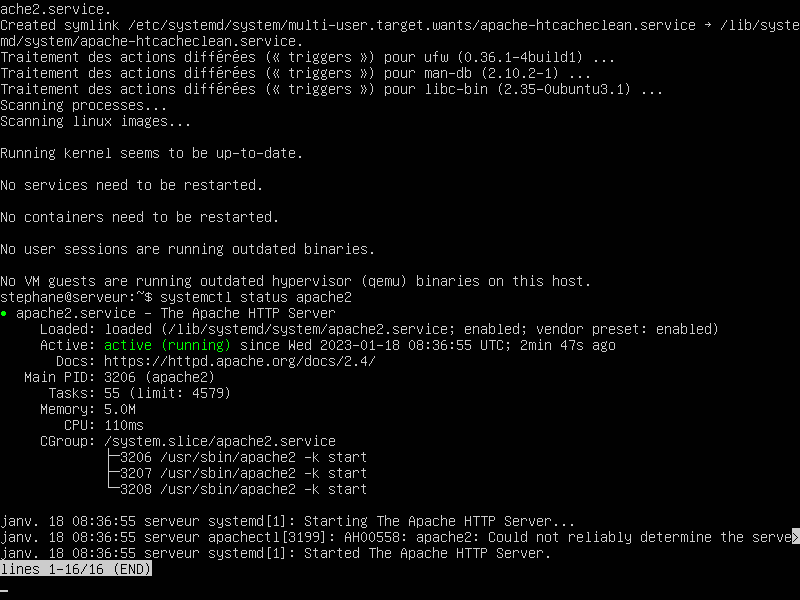 ache2.service.
Created symlink /etc/systemd/system/multi-user.target.wants/apache-htcacheclean.service → /lib/syste
md/system/apache-htcacheclean.service.
Traitement des actions différées (« triggers ») pour ufw (0.36.1-4build1) ...
Traitement des actions différées (« triggers ») pour man-db (2.10.2-1) ...
Traitement des actions différées (« triggers ») pour libc-bin (2.35-0ubuntu3.1) ...
Scanning processes...
Scanning linux images...
Running kernel seems to be up-to-date.
No services need to be restarted.
No containers need to be restarted.
No user sessions are running outdated binaries.
No VM guests are running outdated hypervisor (qemu) binaries on this host.
stephane@serveur:~$ systemctl status apache2
● apache2.service - The Apache HTTP Server
Loaded: loaded (/lib/systemd/system/apache2.service; enabled; vendor preset: enabled)
Active: active (running) since Wed 2023-01-18 08:36:55 UTC; 2min 47s ago
Docs: https://httpd.apache.org/docs/2.4/
Main PID: 3206 (apache2)
Tasks: 55 (limit: 4579)
Memory: 5.0M
CPU: 110ms
CGroup: /system.slice/apache2.service
├─3206 /usr/sbin/apache2 -k start
├─3207 /usr/sbin/apache2 -k start
└─3208 /usr/sbin/apache2 -k start
janv. 18 08:36:55 serveur systemd[1]: Starting The Apache HTTP Server...
janv. 18 08:36:55 serveur apachectl[3199]: AH00558: apache2: Could not reliably determine the serve>
janv. 18 08:36:55 serveur systemd[1]: Started The Apache HTTP Server.
lines 1-16/16 (END)